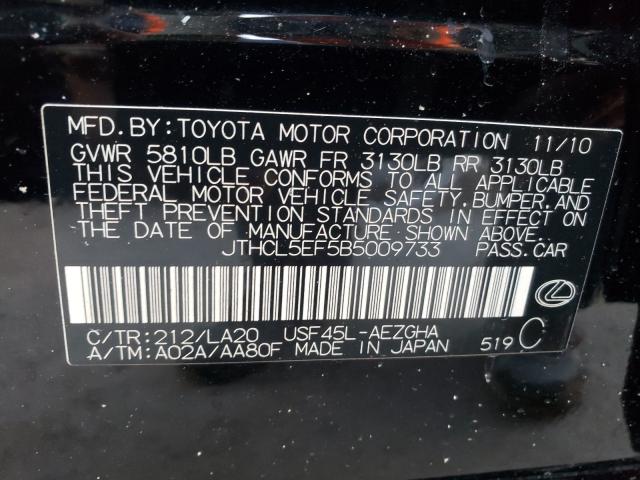 MFD. BY: TOYOTA MOTOR CORPORATION 11/10
GVWR 5810LB GAWR FR 3130LB RR 3130LB
THIS VEHICLE CONFORMS TO ALL APPLICABLE
FEDERAL MOTOR VEHICLE SAFETY, BUMPER, AND
THEFT PREVENTION STANDARDS IN EFFECT ON
THE DATE OF MANUFACTURE SHOWN ABOVE.
JTHCL5EF5B5009733 PASS. CAR
C/TR: 212/LA20 USF45L-AEZGHA
A/TM: A02A/AA80F MADE IN JAPAN 519 C